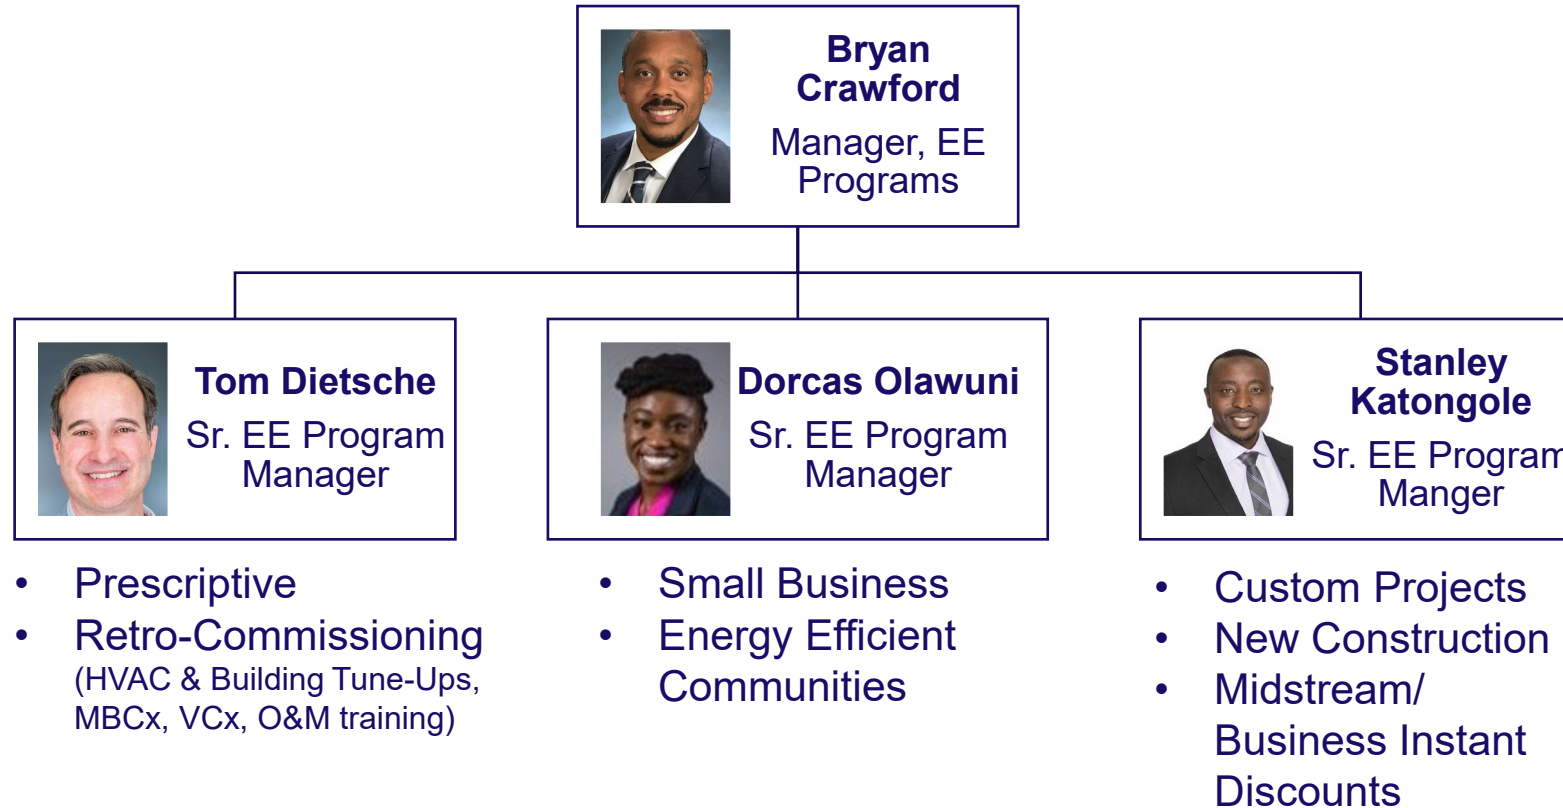 Bryan
Crawford
Manager, EE
Programs
Tom Dietsche
Sr. EE Program
Manager
Dorcas Olawuni
Sr. EE Program
Manager
Stanley
Katongole
Sr. EE Program
Manger
• Prescriptive
• Retro-Commissioning
(HVAC & Building Tune-Ups,
MBCx, VCx, O&M training)
• Small Business
• Energy Efficient
Communities
• Custom Projects
• New Construction
• Midstream/
Business Instant
Discounts